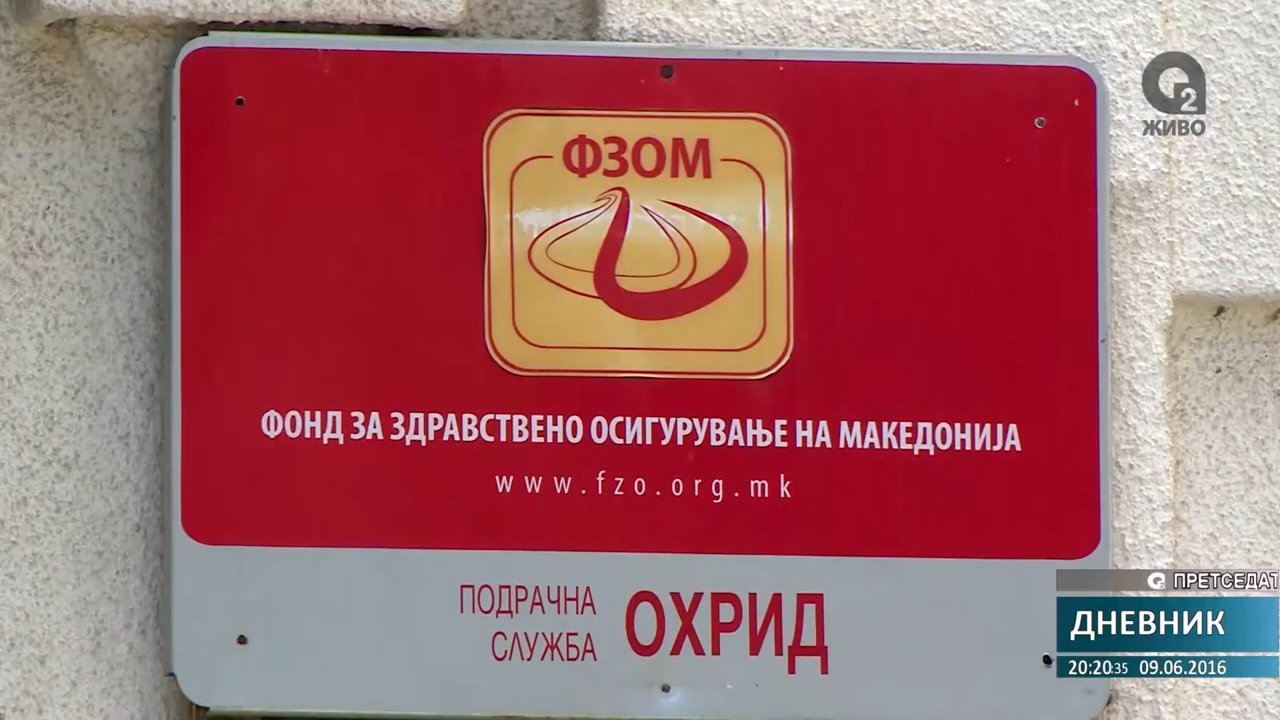 2
ЖИВО
ФЗОМ
ФОНД ЗА ЗДРАВСТВЕНО ОСИГУРУВАЊЕ НА МАКЕДОНИЈА
www.fzo.org.mk
ПОДРАЧНА
СЛУЖБА
ОХРИД
ПРЕТСЕДАТ
ДНЕВНИК
20:20:35 09.06.2016